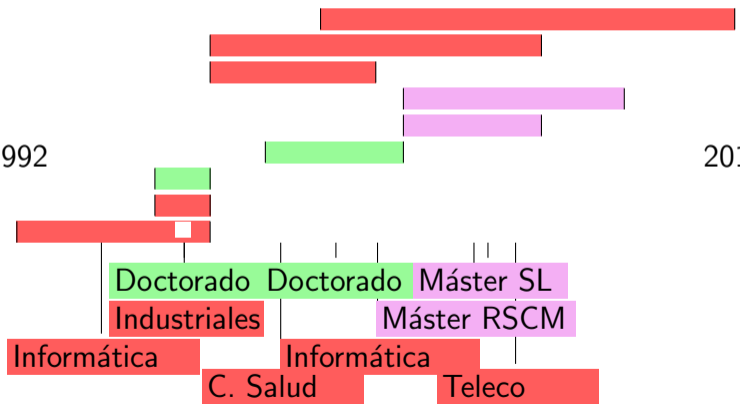 992
201
Doctorado Doctorado Máster SL
Industriales Máster RSCM
Informática Informática
C. Salud Teleco